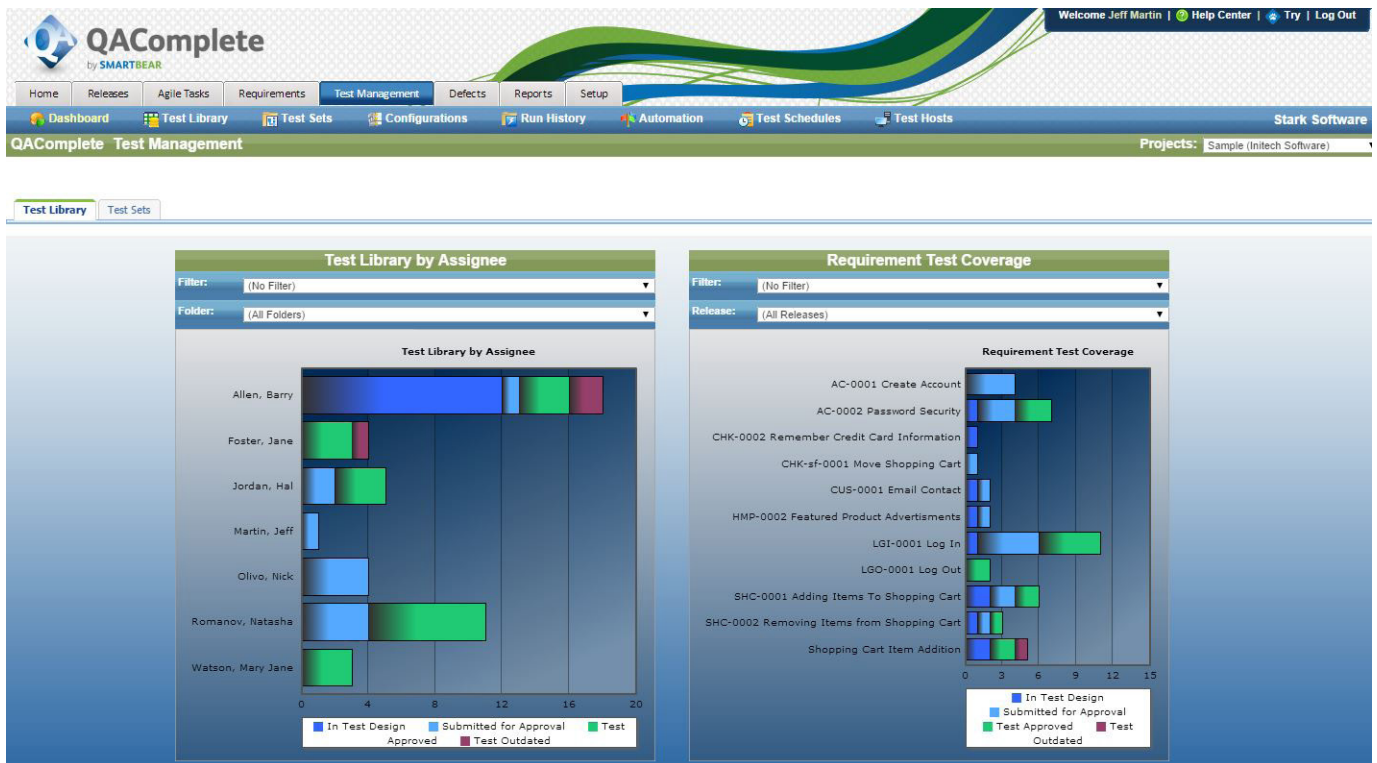 Welcome Jeff Martin | Help Center | Try | Log Out
QAComplete
by SMARTBEAR
Home Releases Agile Tasks Requirements Test Management Defects Reports Setup
Dashboard Test Library Test Sets Configurations Run History Automation Test Schedules Test Hosts Stark Software
QAComplete Test Management Projects: Sample (Initech Software)
Test Library Test Sets
Test Library by Assignee
Filter: (No Filter)
Folder: (All Folders)
Test Library by Assignee
Allen, Barry
Foster, Jane
Jordan, Hal
Martin, Jeff
Olivo, Nick
Romanov, Natasha
Watson, Mary Jane
0 4 8 12 16 20
In Test Design Submitted for Approval Test
Approved Test Outdated
Requirement Test Coverage
Filter: (No Filter)
Release: (All Releases)
Requirement Test Coverage
AC-0001 Create Account
AC-0002 Password Security
CHK-0002 Remember Credit Card Information
CHK-sf-0001 Move Shopping Cart
CUS-0001 Email Contact
HMP-0002 Featured Product Advertisments
LGI-0001 Log In
LGO-0001 Log Out
SHC-0001 Adding Items To Shopping Cart
SHC-0002 Removing Items from Shopping Cart
Shopping Cart Item Addition
0 3 6 9 12 15
In Test Design
Submitted for Approval
Test Approved Test
Outdated